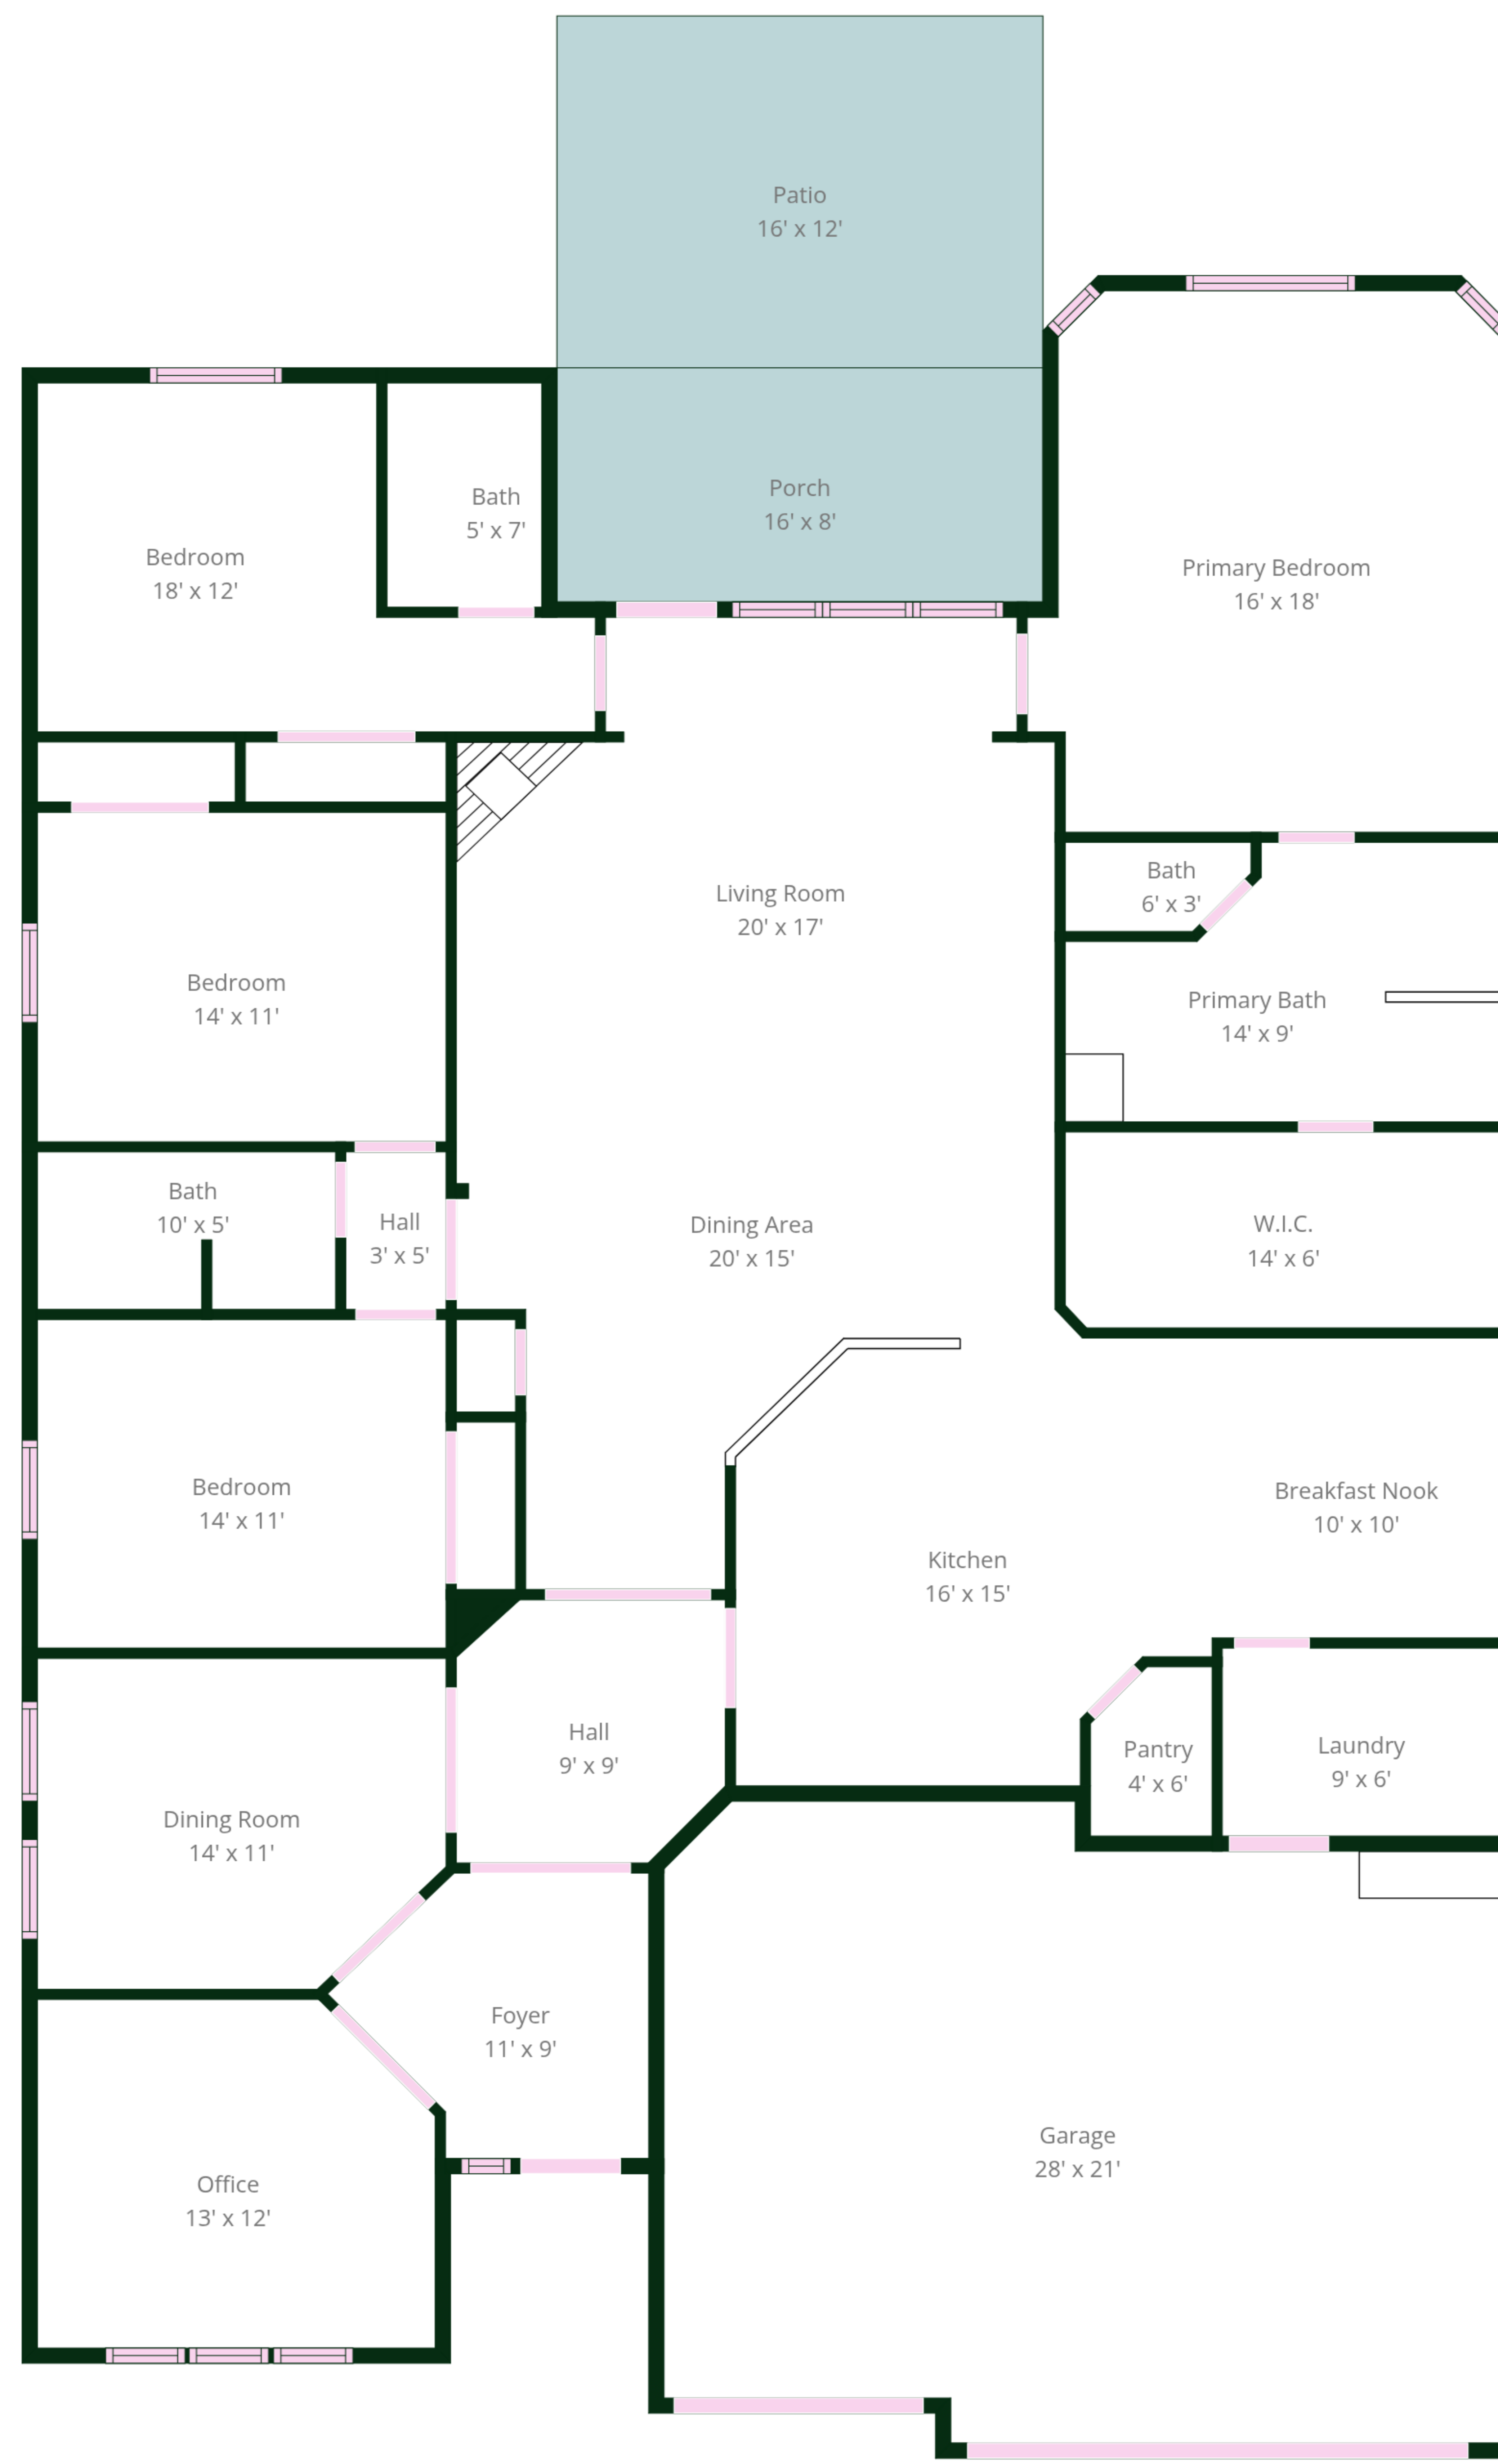 Patio
16' x 12'
Porch
16' x 8'
Bath
5' x 7'
Bedroom
18' x 12'
Primary Bedroom
16' x 18'
Living Room
20' x 17'
Bath
6' x 3'
Bedroom
14' x 11'
Primary Bath
14' x 9'
Bath
10' x 5'
Hall
3' x 5'
Dining Area
20' x 15'
W.I.C.
14' x 6'
Bedroom
14' x 11'
Breakfast Nook
10' x 10'
Kitchen
16' x 15'
Hall
9' x 9'
Pantry
4' x 6'
Laundry
9' x 6'
Dining Room
14' x 11'
Foyer
11' x 9'
Garage
28' x 21'
Office
13' x 12'